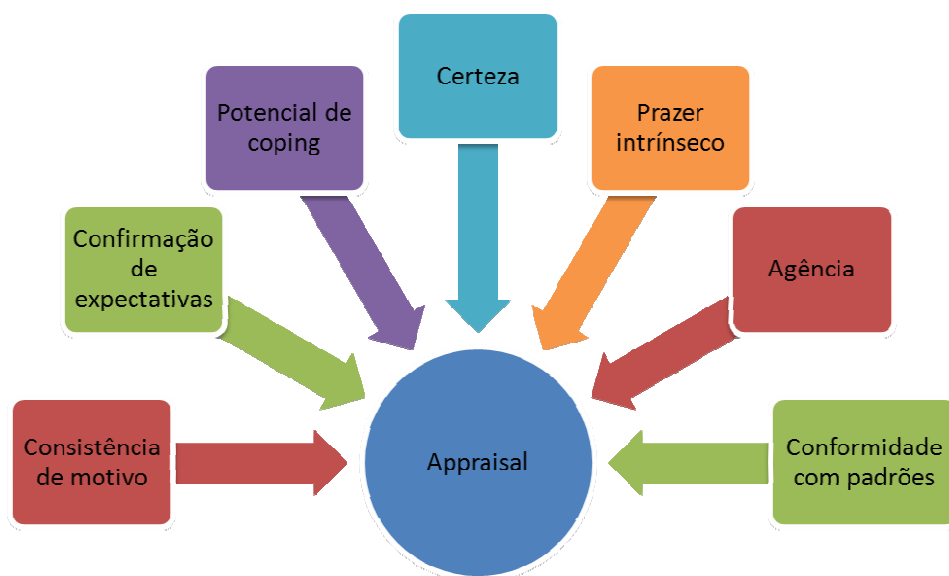 Certeza
Potencial de
coping
Prazer
intrínseco
Confirmação
de
expectativas
Agência
Consistência
de motivo
Appraisal
Conformidade
com padrões